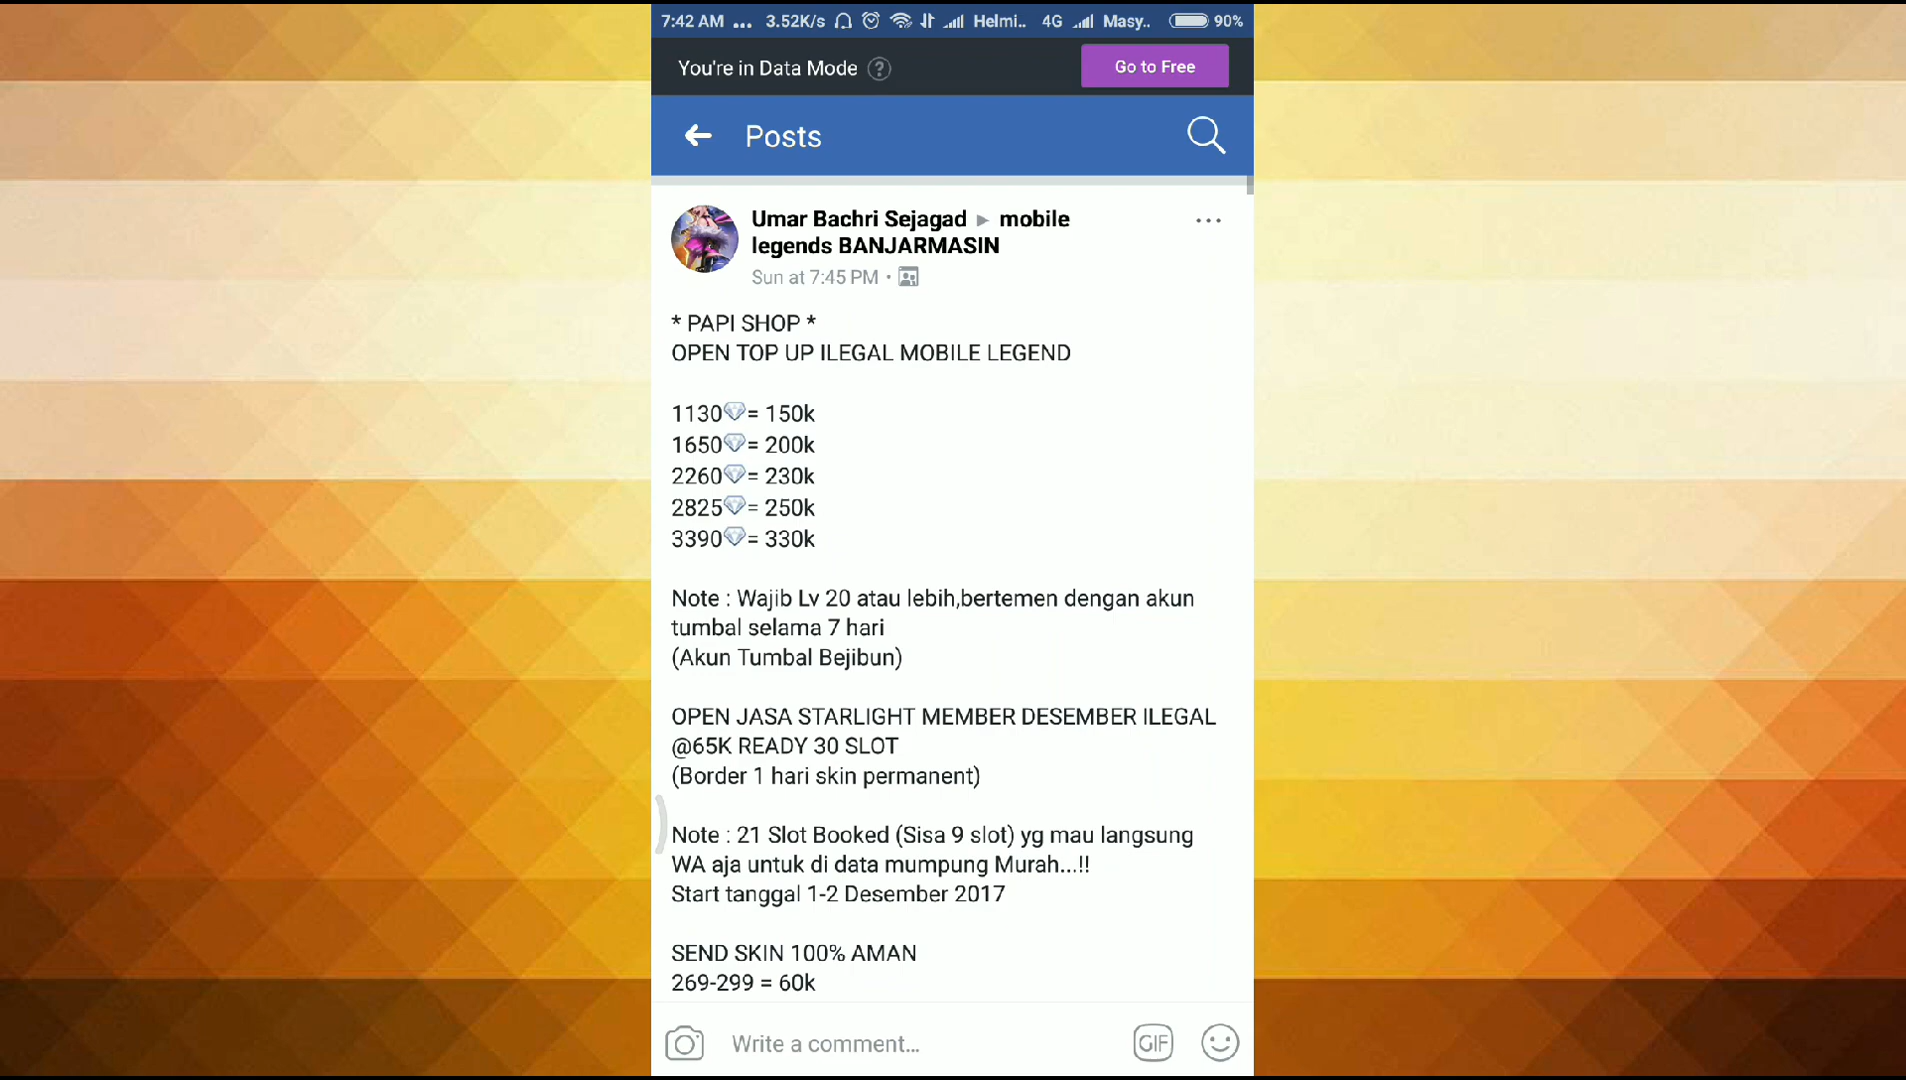 7:42 AM ... 3.52K/s Helmi.. 4G Masy.. 90%
You're in Data Mode ? Go to Free
Posts
Umar Bachri Sejagad ▸ mobile
legends BANJARMASIN
Sun at 7:45 PM •
* PAPI SHOP *
OPEN TOP UP ILEGAL MOBILE LEGEND
1130💎= 150k
1650💎= 200k
2260💎= 230k
2825💎= 250k
3390💎= 330k
Note : Wajib Lv 20 atau lebih,bertemen dengan akun
tumbal selama 7 hari
(Akun Tumbal Bejibun)
OPEN JASA STARLIGHT MEMBER DESEMBER ILEGAL
@65K READY 30 SLOT
(Border 1 hari skin permanent)
Note : 21 Slot Booked (Sisa 9 slot) yg mau langsung
WA aja untuk di data mumpung Murah...!!
Start tanggal 1-2 Desember 2017
SEND SKIN 100% AMAN
269-299 = 60k
Write a comment... GIF